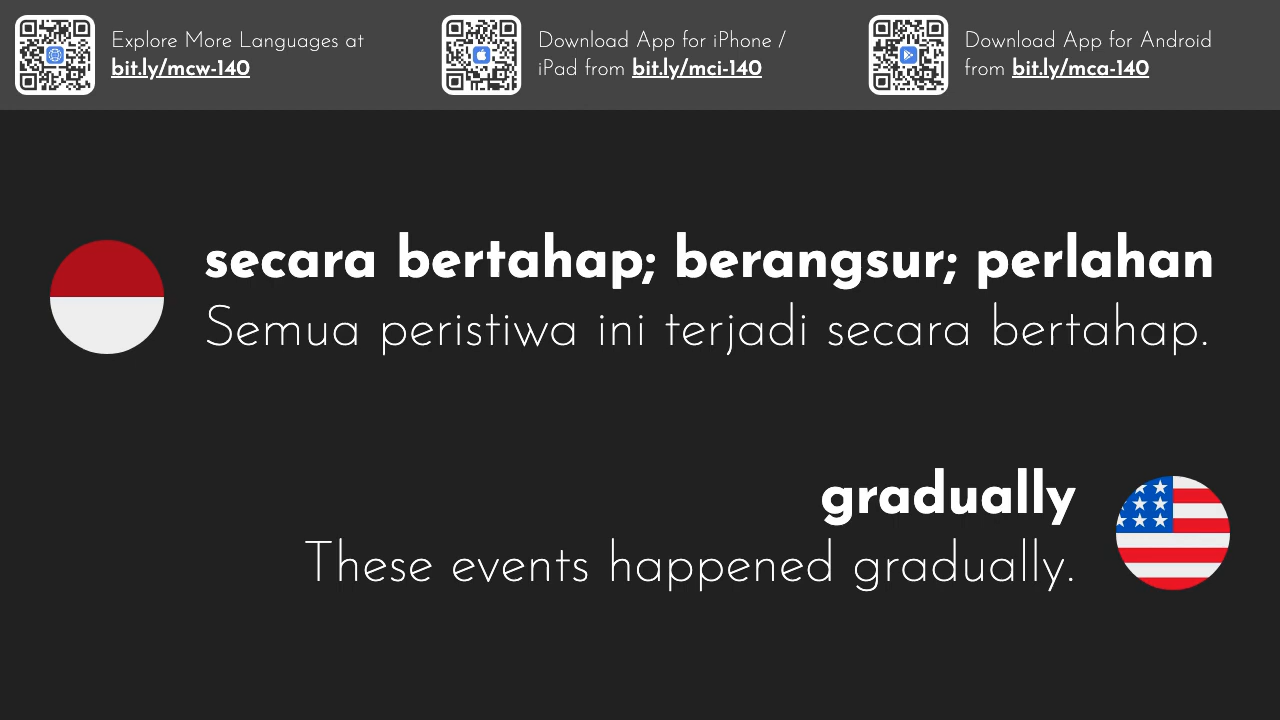 Explore More Languages at
bit.ly/mcw-140
Download App for iPhone /
iPad from bit.ly/mci-140
Download App for Android
from bit.ly/mca-140
secara bertahap; berangsur; perlahan
Semua peristiwa ini terjadi secara bertahap.
gradually
These events happened gradually.